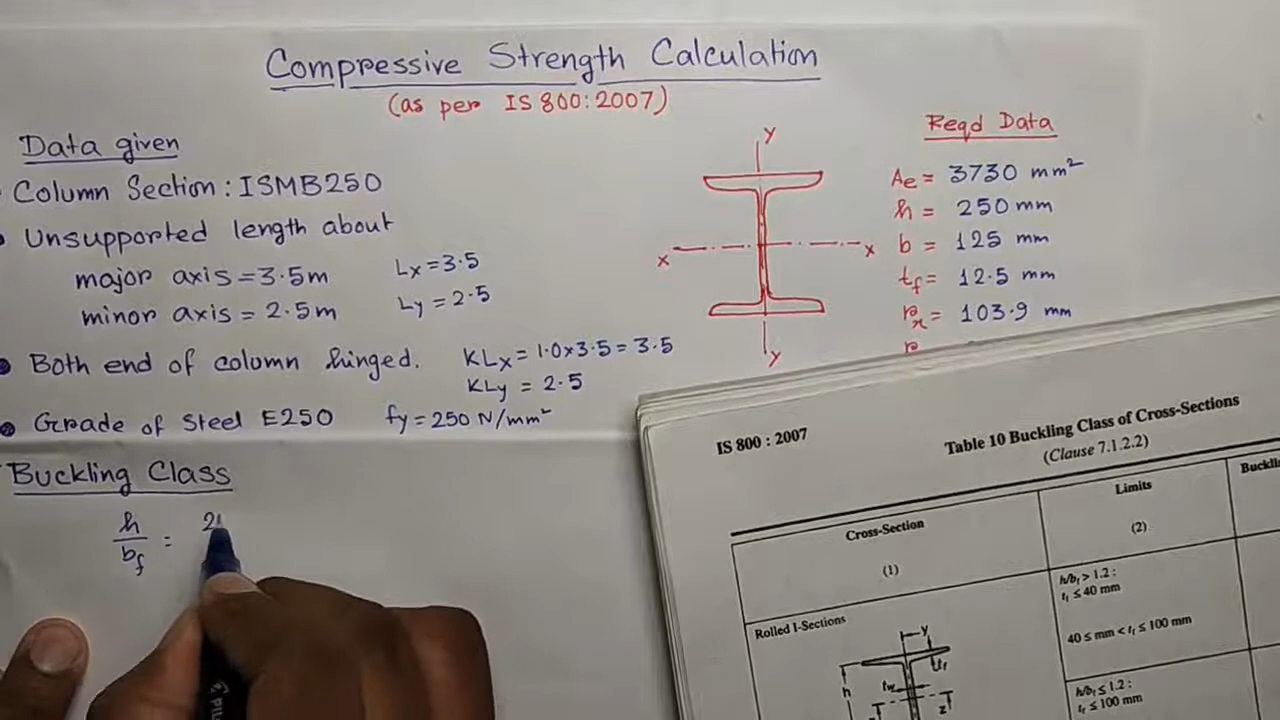 Compressive Strength Calculation
(as per IS 800:2007)
Data given
Column Section : ISMB250
Unsupported length about
major axis = 3.5m
Lx = 3.5
minor axis = 2.5m
Ly = 2.5
Both end of column hinged.
KLx = 1.0×3.5 = 3.5
KLy = 2.5
Grade of Steel E250
fy = 250 N/mm²
Buckling Class
h/bf =
y
x
x
y
Reqd Data
Ae = 3730 mm²
h = 250 mm
b = 125 mm
tf = 12.5 mm
rx = 103.9 mm
r
IS 800 : 2007
Table 10 Buckling Class of Cross-Sections
(Clause 7.1.2.2)
Cross-Section
Limits
(1)
(2)
Rolled I-Sections
h/bf > 1.2 :
tf ≤ 40 mm
40 ≤ mm < tf ≤ 100 mm
h/bf ≤ 1.2 :
tf ≤ 100 mm
y
tf
h
tw
z